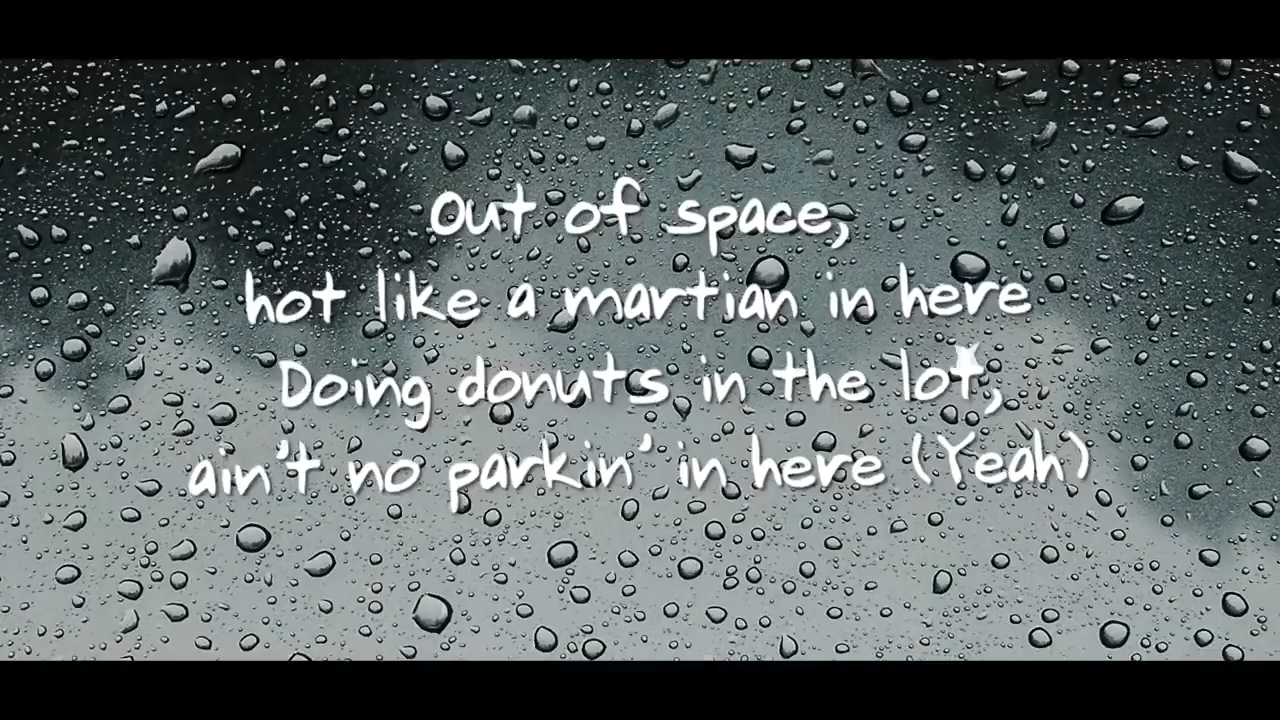 Out of space,
hot like a martian in here
Doing donuts in the lot,
ain't no parkin' in here (Yeah)